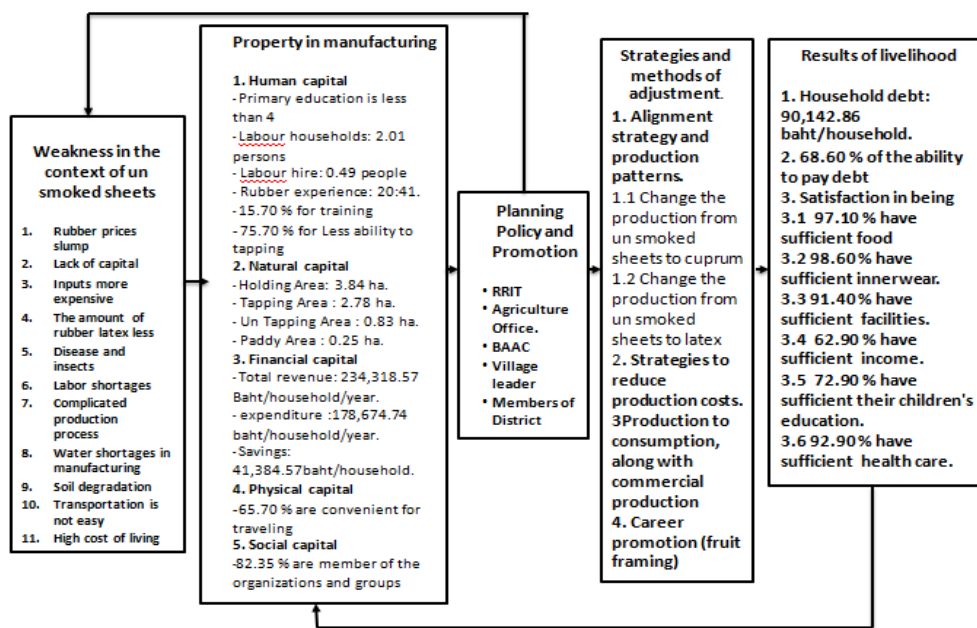 Weakness in the
context of un
smoked sheets
1. Rubber prices
slump
2. Lack of capital
3. Inputs more
expensive
4. The amount of
rubber latex less
5. Disease and
insects
6. Labor shortages
7. Complicated
production
process
8. Water shortages in
manufacturing
9. Soil degradation
10. Transportation is
not easy
11. High cost of living
Property in manufacturing
1. Human capital
-Primary education is less
than 4
-Labour households: 2.01
persons
-Labour hire: 0.49 people
-Rubber experience: 20:41.
-15.70 % for training
-75.70 % for Less ability to
tapping
2. Natural capital
-Holding Area: 3.84 ha.
-Tapping Area : 2.78 ha.
-Un Tapping Area : 0.83 ha.
-Paddy Area : 0.25 ha.
3. Financial capital
-Total revenue: 234,318.57
Baht/household/year.
-expenditure :178,674.74
baht/household/year.
-Savings:
41,384.57baht/household.
4. Physical capital
-65.70 % are convenient for
traveling
5. Social capital
-82.35 % are member of the
organizations and groups
Planning
Policy and
Promotion
• RRIT
• Agriculture
Office.
• BAAC
• Village
leader
• Members of
District
Strategies and
methods of
adjustment.
1. Alignment
strategy and
production
patterns.
1.1 Change the
production from
un smoked
sheets to cuprum
1.2 Change the
production from
un smoked
sheets to latex
2. Strategies to
reduce
production costs.
3Production to
consumption,
along with
commercial
production
4. Career
promotion (fruit
framing)
Results of livelihood
1. Household debt:
90,142.86
baht/household.
2. 68.60 % of the ability
to pay debt
3. Satisfaction in being
3.1 97.10 % have
sufficient food
3.2 98.60 % have
sufficient innerwear.
3.3 91.40 % have
sufficient facilities.
3.4 62.90 % have
sufficient income.
3.5 72.90 % have
sufficient their children's
education.
3.6 92.90 % have
sufficient health care.